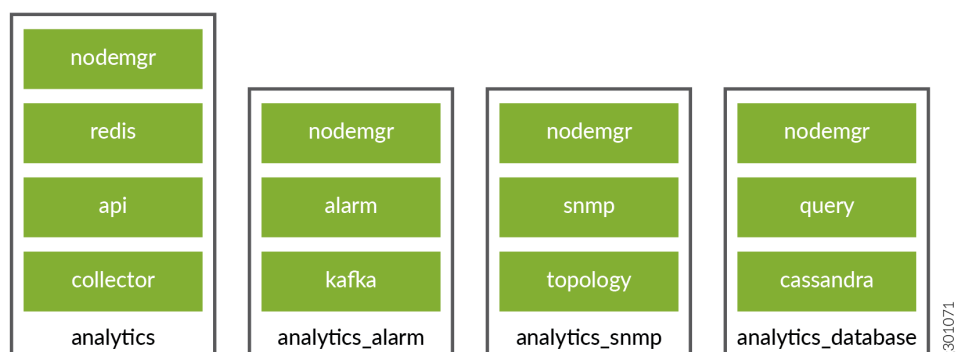 nodemgr
redis
api
collector
analytics
nodemgr
alarm
kafka
analytics_alarm
nodemgr
snmp
topology
analytics_snmp
nodemgr
query
cassandra
analytics_database
301071